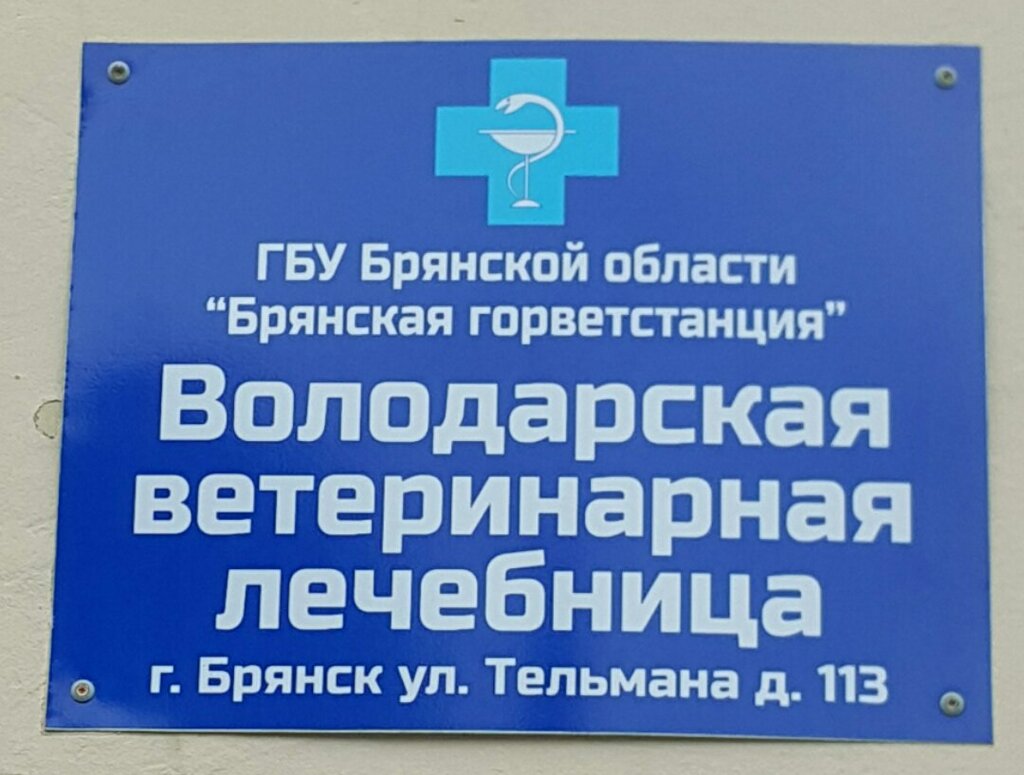 ГБУ Брянской области
“Брянская горветстанция”
Володарская
ветеринарная
лечебница
г. Брянск ул. Тельмана д. 113